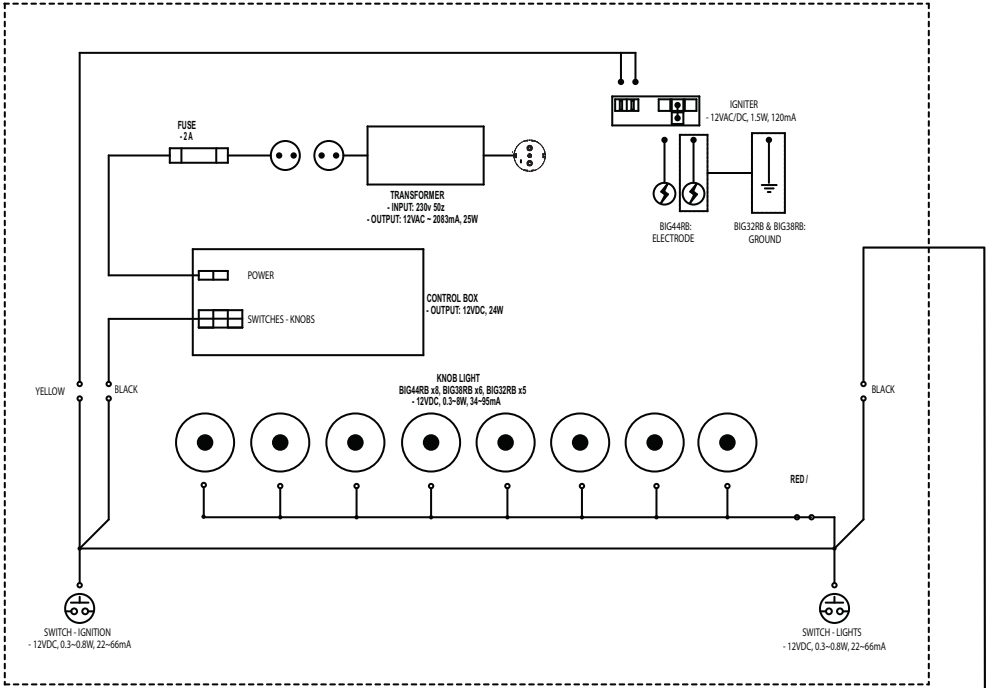 IGNITER
- 12VAC/DC, 1.5W, 120mA
FUSE
- 2 A
TRANSFORMER
- INPUT: 230v 50z
- OUTPUT: 12VAC ~ 2083mA, 25W
BIG44RB:
ELECTRODE
BIG32RB & BIG38RB:
GROUND
POWER
SWITCHES - KNOBS
CONTROL BOX
- OUTPUT: 12VDC, 24W
YELLOW
BLACK
KNOB LIGHT
BIG44RB x8, BIG38RB x6, BIG32RB x5
- 12VDC, 0.3~8W, 34~95mA
BLACK
RED /
SWITCH - IGNITION
- 12VDC, 0.3~0.8W, 22~66mA
SWITCH - LIGHTS
- 12VDC, 0.3~0.8W, 22~66mA